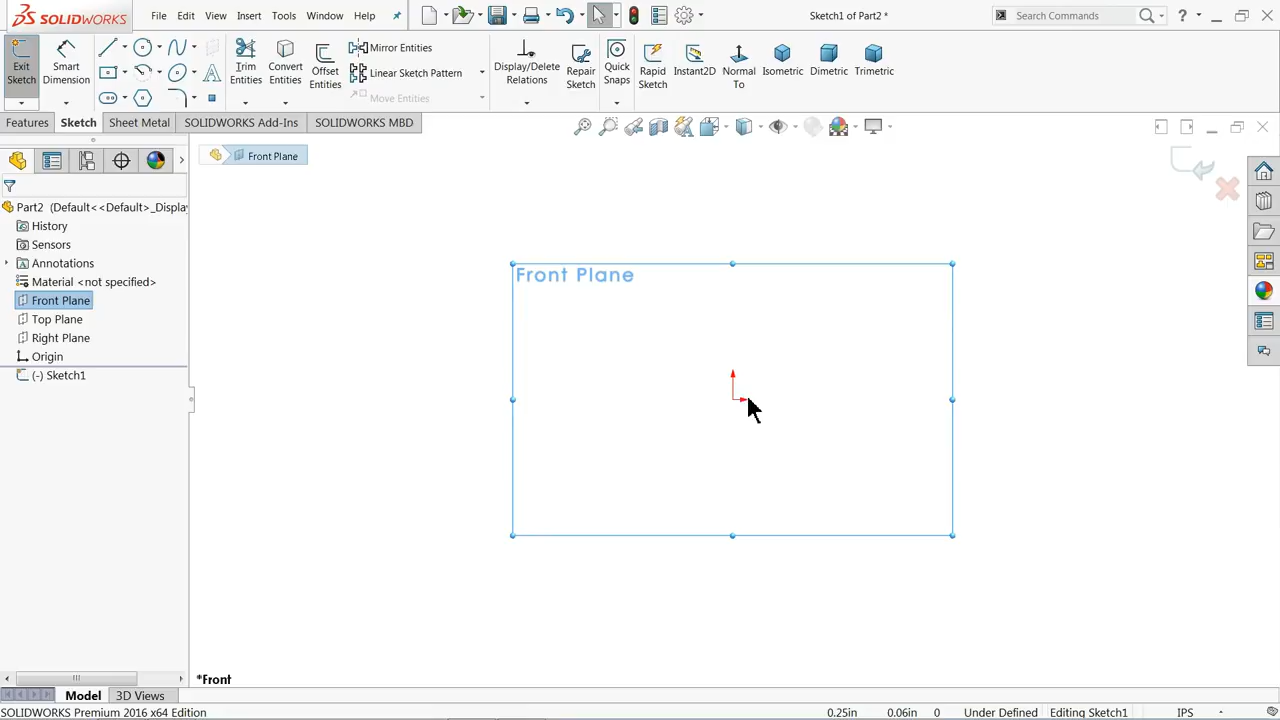 SOLIDWORKS
File Edit View Insert Tools Window Help
Sketch1 of Part2 *
Search Commands
?
Exit Sketch
Smart Dimension
Trim Entities
Convert Entities
Offset Entities
Mirror Entities
Linear Sketch Pattern
Move Entities
Display/Delete Relations
Repair Sketch
Quick Snaps
Rapid Sketch
Instant2D
Normal To
Isometric
Dimetric
Trimetric
Features Sketch Sheet Metal SOLIDWORKS Add-Ins SOLIDWORKS MBD
Front Plane
Part2 (Default<<Default>_Displa
History
Sensors
Annotations
Material <not specified>
Front Plane
Top Plane
Right Plane
Origin
(-) Sketch1
Front Plane
*Front
Model 3D Views
SOLIDWORKS Premium 2016 x64 Edition
0.25in 0.06in 0 Under Defined Editing Sketch1 IPS